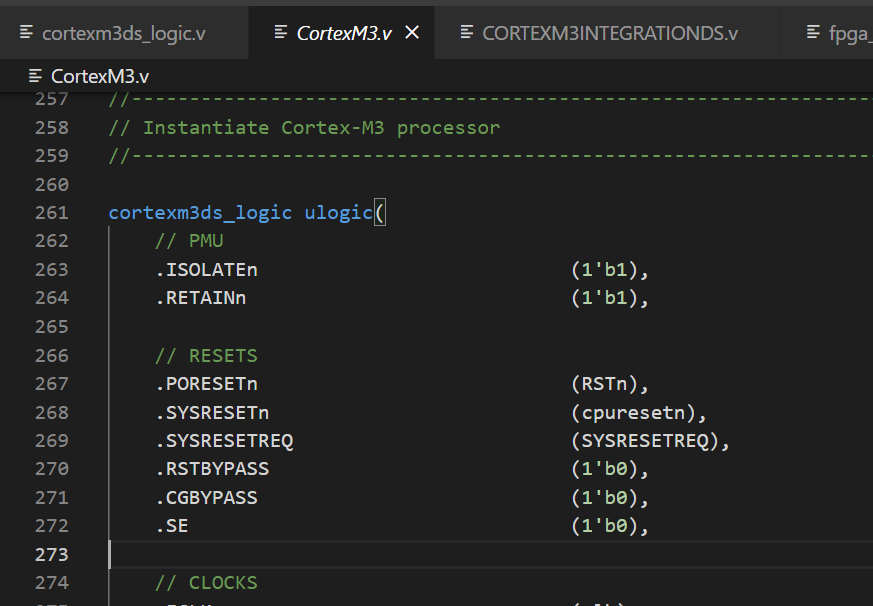 cortexm3ds_logic.v CortexM3.v CORTEXM3INTEGRATIONDS.v fpga_
CortexM3.v
257 //----------------------------------------------------------------
258 // Instantiate Cortex-M3 processor
259 //----------------------------------------------------------------
260
261 cortexm3ds_logic ulogic(
262 // PMU
263 .ISOLATEn (1'b1),
264 .RETAINn (1'b1),
265
266 // RESETS
267 .PORESETn (RSTn),
268 .SYSRESETn (cpuresetn),
269 .SYSRESETREQ (SYSRESETREQ),
270 .RSTBYPASS (1'b0),
271 .CGBYPASS (1'b0),
272 .SE (1'b0),
273
274 // CLOCKS